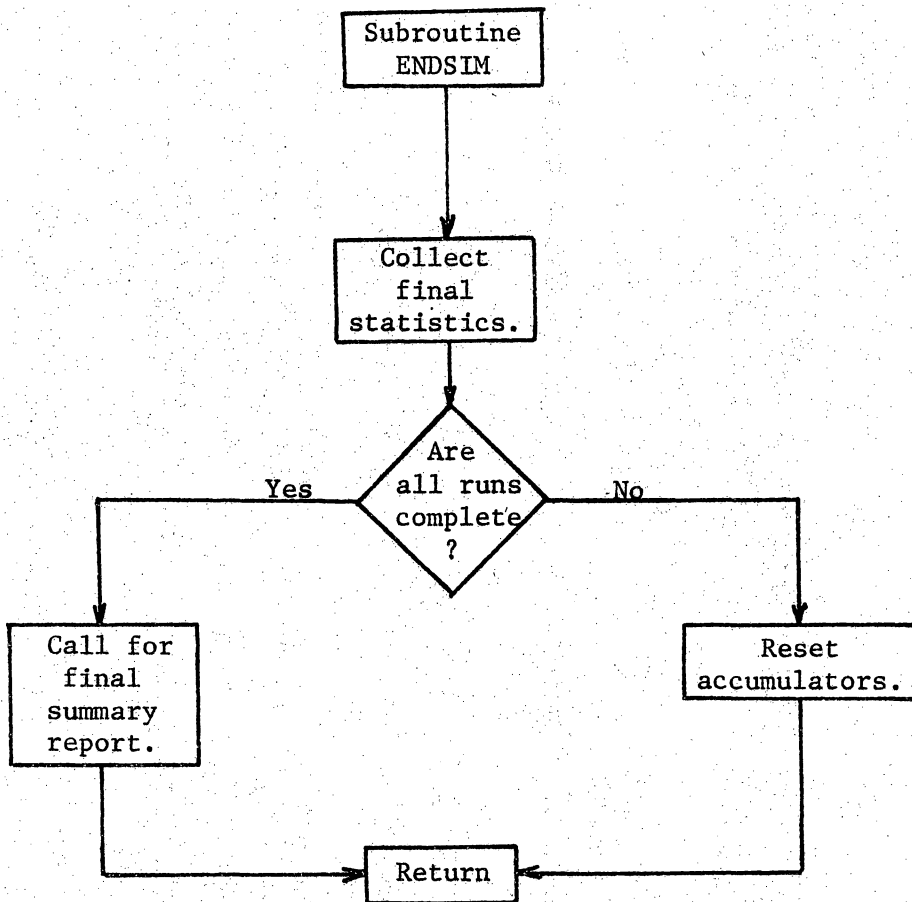 Subroutine
ENDSIM
Collect
final
statistics.
Are
all runs
complete
?
Yes
No
Call for
final
summary
report.
Reset
accumulators.
Return